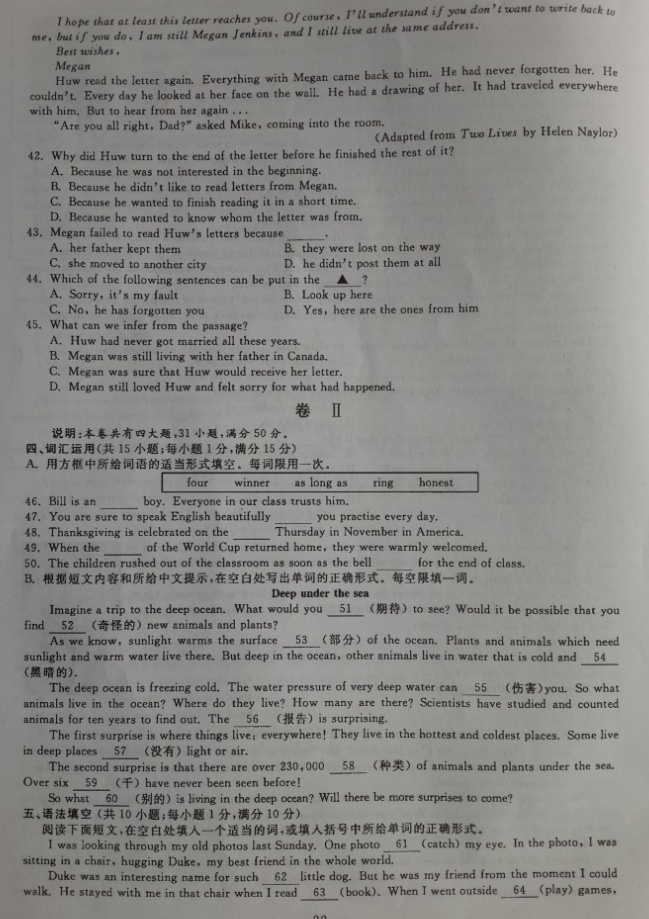 I hope that at least this letter reaches you. Of course, I'll understand if you don't want to write back to
me, but if you do, I am still Megan Jenkins, and I still live at the same address.
Best wishes,
Megan
Huw read the letter again. Everything with Megan came back to him. He had never forgotten her. He
couldn't. Every day he looked at her face on the wall. He had a drawing of her. It had traveled everywhere
with him. But to hear from her again ...
"Are you all right, Dad?" asked Mike, coming into the room.
(Adapted from Two Lives by Helen Naylor)
42. Why did Huw turn to the end of the letter before he finished the rest of it?
A. Because he was not interested in the beginning.
B. Because he didn't like to read letters from Megan.
C. Because he wanted to finish reading it in a short time.
D. Because he wanted to know whom the letter was from.
43. Megan failed to read Huw's letters because ______.
A. her father kept them B. they were lost on the way
C. she moved to another city D. he didn't post them at all
44. Which of the following sentences can be put in the ▲ ?
A. Sorry, it's my fault B. Look up here
C. No, he has forgotten you D. Yes, here are the ones from him
45. What can we infer from the passage?
A. Huw had never got married all these years.
B. Megan was still living with her father in Canada.
C. Megan was sure that Huw would receive her letter.
D. Megan still loved Huw and felt sorry for what had happened.
卷 Ⅱ
说明:本卷共有四大题,31小题,满分50分。
四、词汇运用(共15小题;每小题1分,满分15分)
A. 用方框中所给词语的适当形式填空。每词限用一次。
four winner as long as ring honest
46. Bill is an ______ boy. Everyone in our class trusts him.
47. You are sure to speak English beautifully ______ you practise every day.
48. Thanksgiving is celebrated on the ______ Thursday in November in America.
49. When the ______ of the World Cup returned home, they were warmly welcomed.
50. The children rushed out of the classroom as soon as the bell ______ for the end of class.
B. 根据短文内容和所给中文提示,在空白处写出单词的正确形式。每空限填一词。
Deep under the sea
Imagine a trip to the deep ocean. What would you 51 (期待) to see? Would it be possible that you
find 52 (奇怪的) new animals and plants?
As we know, sunlight warms the surface 53 (部分) of the ocean. Plants and animals which need
sunlight and warm water live there. But deep in the ocean, other animals live in water that is cold and 54
(黑暗的).
The deep ocean is freezing cold. The water pressure of very deep water can 55 (伤害)you. So what
animals live in the ocean? Where do they live? How many are there? Scientists have studied and counted
animals for ten years to find out. The 56 (报告) is surprising.
The first surprise is where things live: everywhere! They live in the hottest and coldest places. Some live
in deep places 57 (没有) light or air.
The second surprise is that there are over 230,000 58 (种类) of animals and plants under the sea.
Over six 59 (千) have never been seen before!
So what 60 (别的) is living in the deep ocean? Will there be more surprises to come?
五、语法填空(共10小题;每小题1分,满分10分)
阅读下面短文,在空白处填入一个适当的词,或填入括号中所给单词的正确形式。
I was looking through my old photos last Sunday. One photo 61 (catch) my eye. In the photo, I was
sitting in a chair, hugging Duke, my best friend in the whole world.
Duke was an interesting name for such 62 little dog. But he was my friend from the moment I could
walk. He stayed with me in that chair when I read 63 (book). When I went outside 64 (play) games,